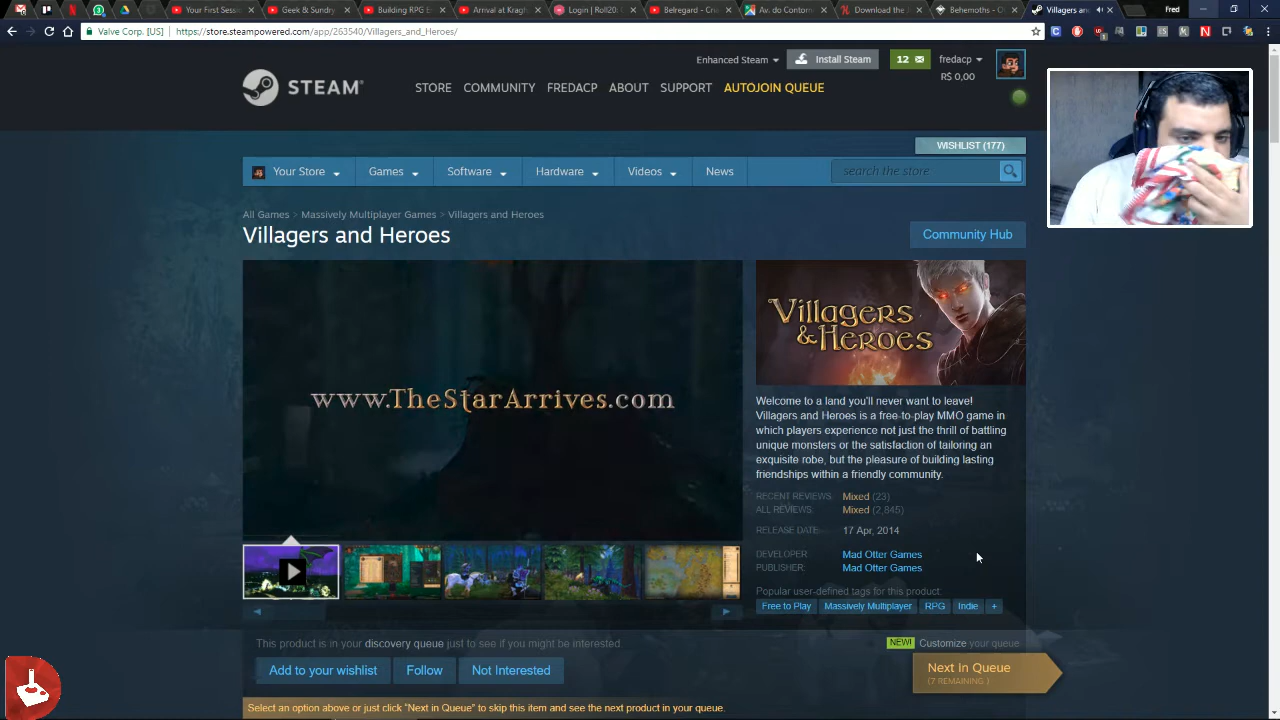 Your First Sess
Geek & Sundry
Building RPG E
Arrival at Kragh
Login | Roll20:
Belregard - Cria
Av. do Contorn
Download the
Behemoths - O
Villagers and
Fred
Valve Corp. [US] https://store.steampowered.com/app/263540/Villagers_and_Heroes/
Enhanced Steam
Install Steam
12
fredacp
R$ 0,00
STEAM
STORE COMMUNITY FREDACP ABOUT SUPPORT AUTOJOIN QUEUE
WISHLIST (177)
Your Store Games Software Hardware Videos News search the store
All Games > Massively Multiplayer Games > Villagers and Heroes
Villagers and Heroes
Community Hub
www.TheStarArrives.com
Villagers
& Heroes
Welcome to a land you'll never want to leave!
Villagers and Heroes is a free-to-play MMO game in
which players experience not just the thrill of battling
unique monsters or the satisfaction of tailoring an
exquisite robe, but the pleasure of building lasting
friendships within a friendly community.
RECENT REVIEWS: Mixed (23)
ALL REVIEWS: Mixed (2,845)
RELEASE DATE: 17 Apr, 2014
DEVELOPER: Mad Otter Games
PUBLISHER: Mad Otter Games
Popular user-defined tags for this product:
Free to Play Massively Multiplayer RPG Indie +
This product is in your discovery queue just to see if you might be interested
NEW! Customize your queue
Add to your wishlist Follow Not Interested
Next In Queue
(7 REMAINING )
Select an option above or just click "Next in Queue" to skip this item and see the next product in your queue.